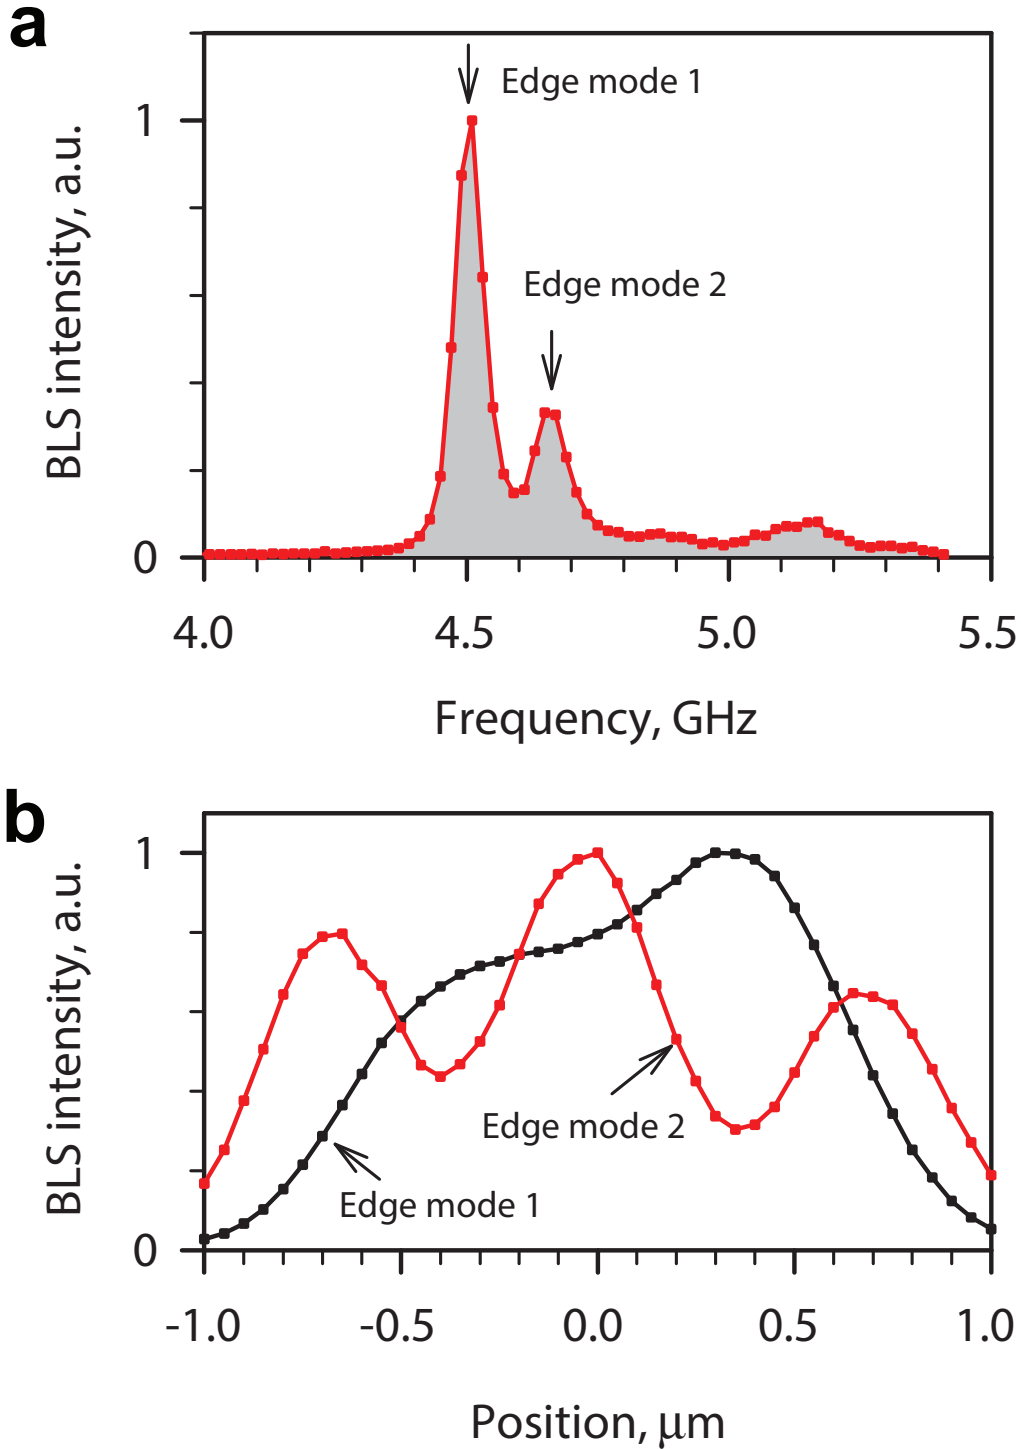 a
Edge mode 1
1
Edge mode 2
BLS intensity, a.u.
0
4.0 4.5 5.0 5.5
Frequency, GHz
b
1
BLS intensity, a.u.
Edge mode 2
Edge mode 1
0
-1.0 -0.5 0.0 0.5 1.0
Position, μm